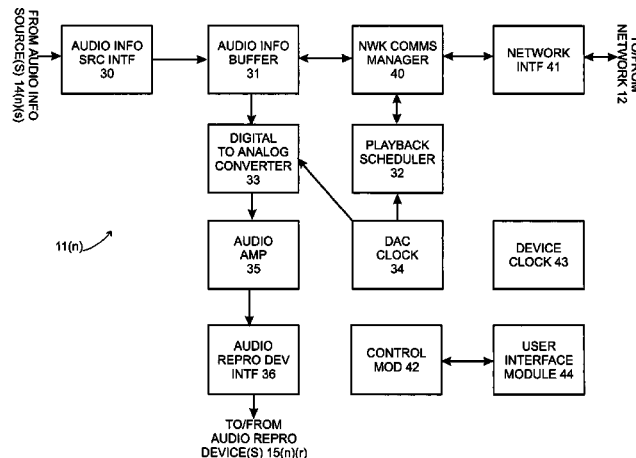 FROM AUDIO INFO
SOURCE(S) 14(n)(s)
AUDIO INFO
SRC INTF
30
AUDIO INFO
BUFFER
31
NWK COMMS
MANAGER
40
NETWORK
INTF 41
TO/FROM
NETWORK 12
DIGITAL
TO ANALOG
CONVERTER
33
PLAYBACK
SCHEDULER
32
11(n)
AUDIO
AMP
35
DAC
CLOCK
34
DEVICE
CLOCK 43
AUDIO
REPRO DEV
INTF 36
CONTROL
MOD 42
USER
INTERFACE
MODULE 44
TO/FROM
AUDIO REPRO
DEVICE(S) 15(n)(r)